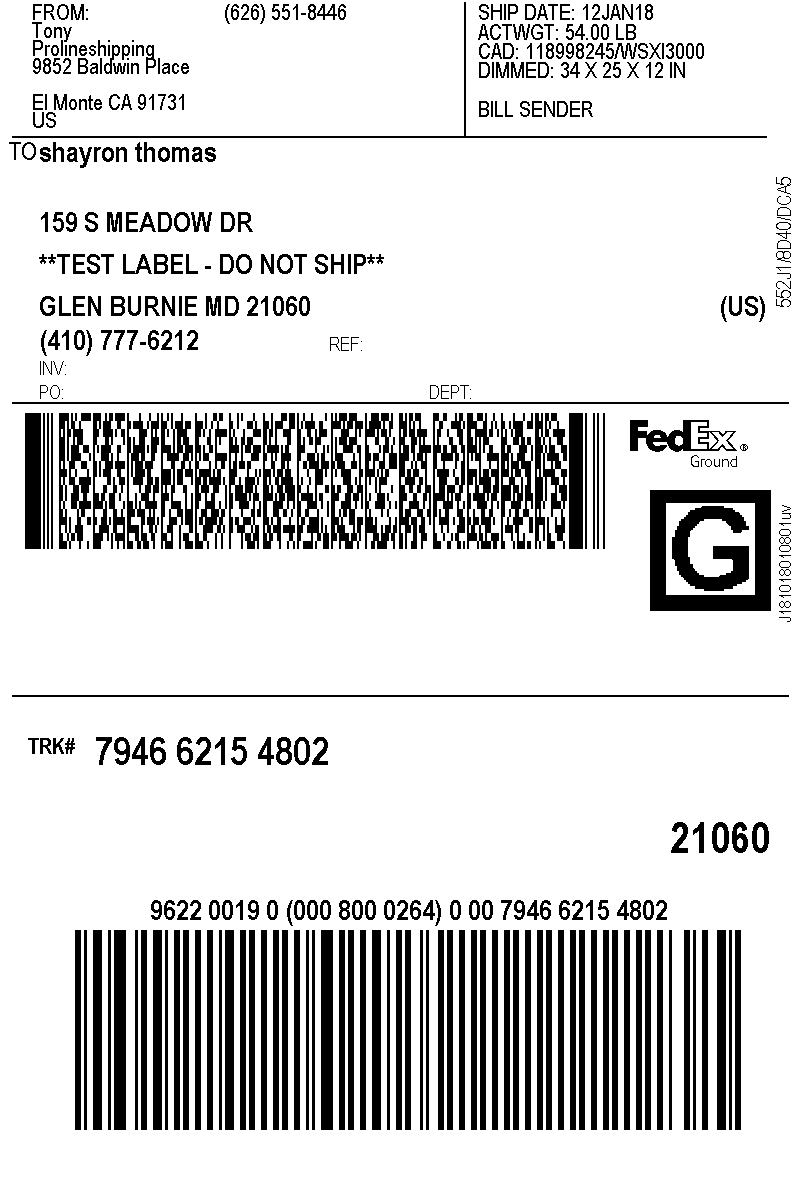 FROM: (626) 551-8446
Tony
Prolineshipping
9852 Baldwin Place
El Monte CA 91731
US
SHIP DATE: 12JAN18
ACTWGT: 54.00 LB
CAD: 118998245/WSXI3000
DIMMED: 34 X 25 X 12 IN
BILL SENDER
TO shayron thomas
159 S MEADOW DR
**TEST LABEL - DO NOT SHIP**
GLEN BURNIE MD 21060 (US)
(410) 777-6212 REF:
INV:
PO: DEPT:
552J1/8D40/DCA5
FedEx®
Ground
G
J181018010801uv
TRK# 7946 6215 4802
21060
9622 0019 0 (000 800 0264) 0 00 7946 6215 4802